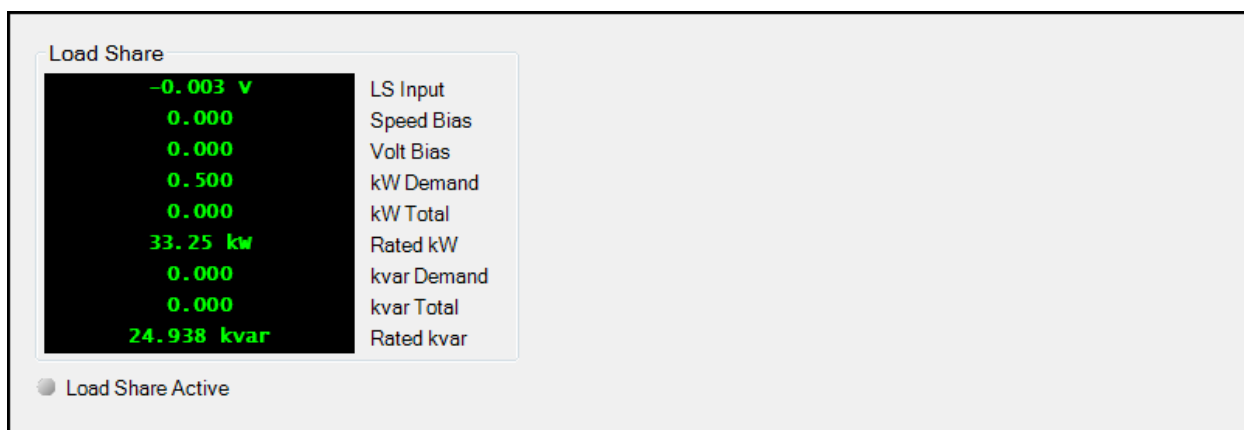 Load Share
-0.003 V LS Input
0.000 Speed Bias
0.000 Volt Bias
0.500 kW Demand
0.000 kW Total
33.25 kW Rated kW
0.000 kvar Demand
0.000 kvar Total
24.938 kvar Rated kvar
Load Share Active